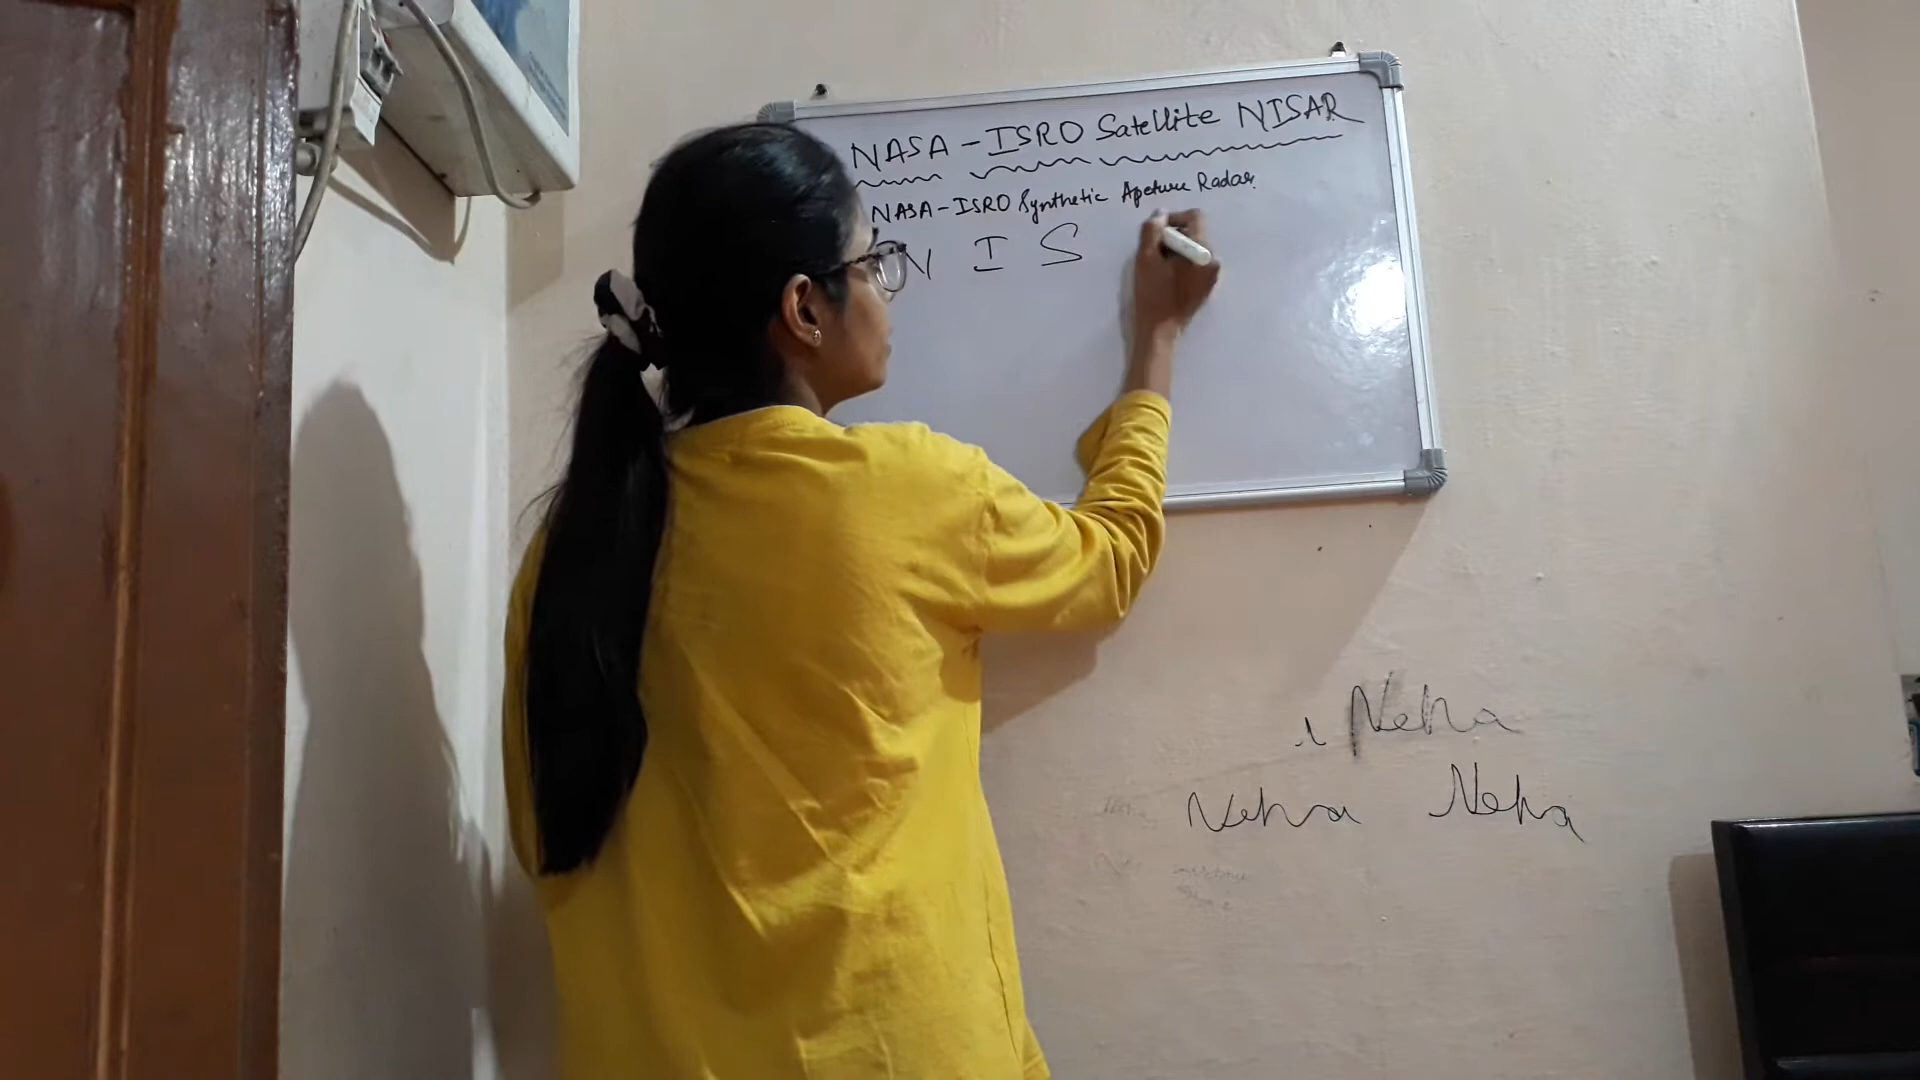 NASA - ISRO Satellite NISAR
NASA - ISRO Synthetic Apeture Radar.
N I S
Neha
Neha Neha